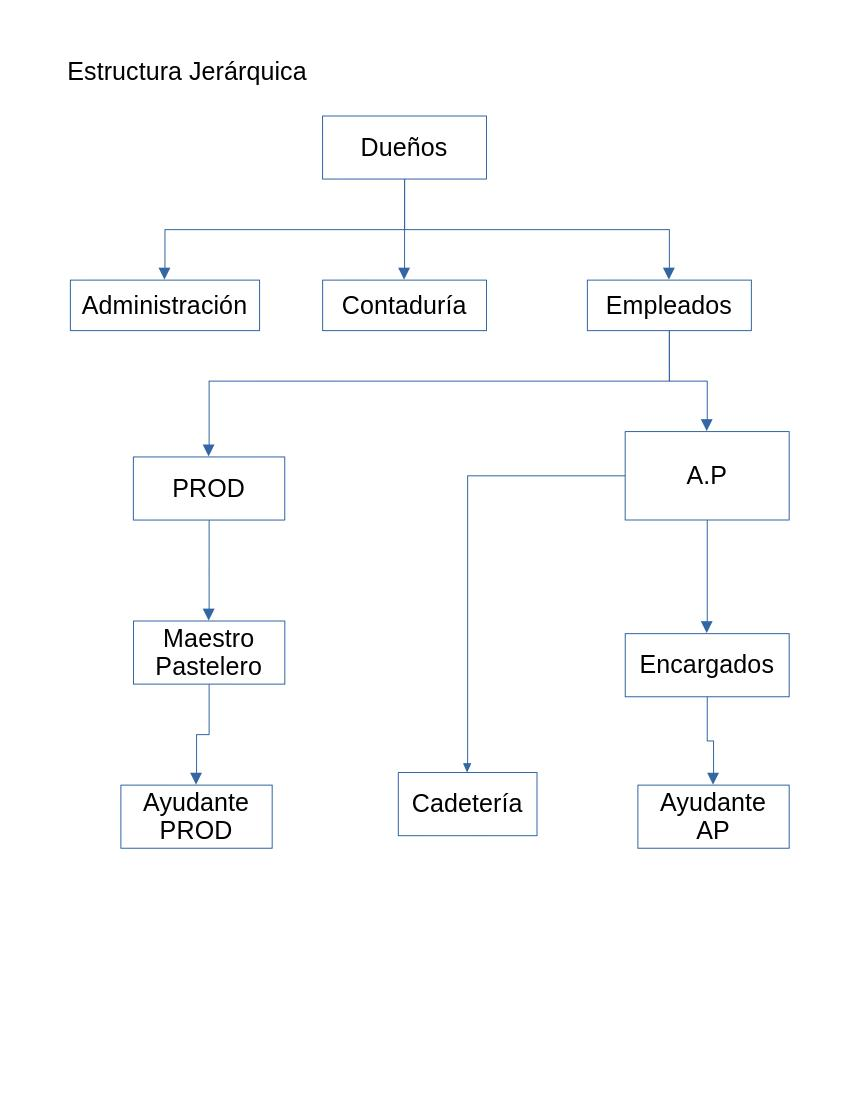 Estructura Jerárquica
Dueños
Administración
Contaduría
Empleados
PROD
A.P
Maestro
Pastelero
Encargados
Ayudante
PROD
Cadetería
Ayudante
AP